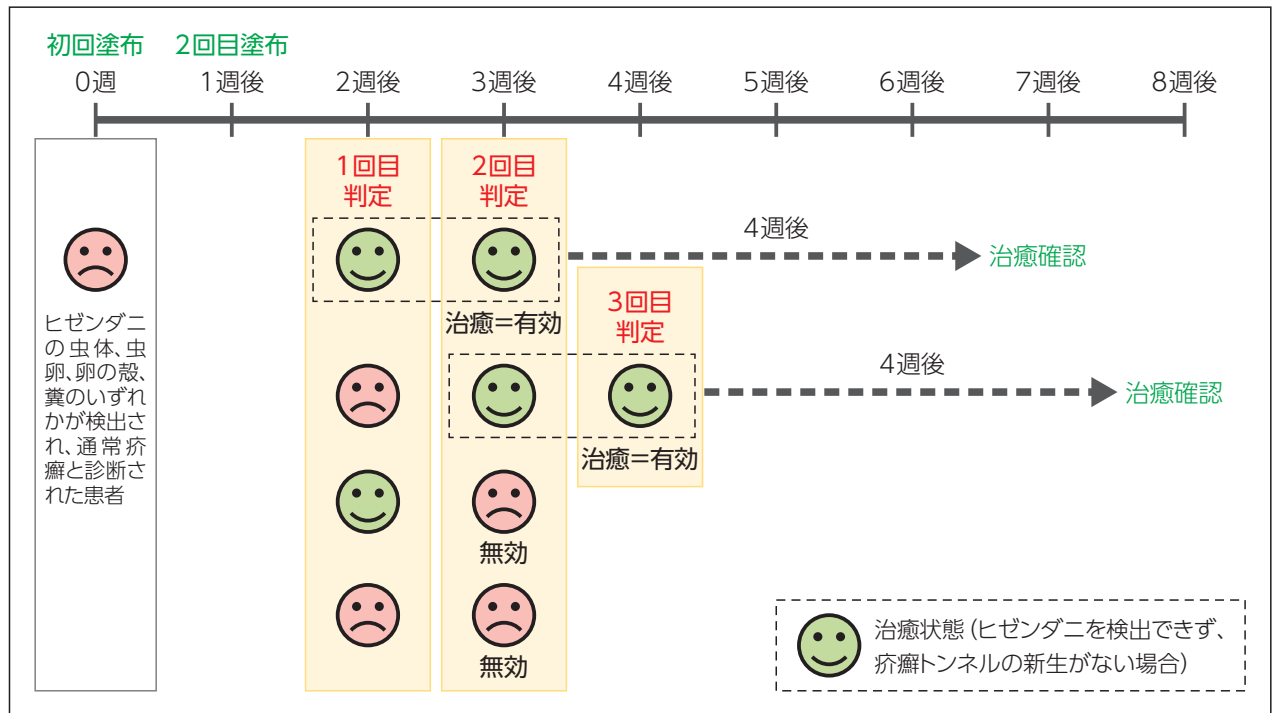 初回塗布 2回目塗布
0週 1週後 2週後 3週後 4週後 5週後 6週後 7週後 8週後
1回目
判定
2回目
判定
4週後
治癒確認
治癒=有効
3回目
判定
ヒゼンダニ
の虫体、虫
卵、卵の殻、
糞のいずれ
かが検出さ
れ、通常疥
癬と診断さ
れた患者
4週後
治癒確認
治癒=有効
無効
無効
治癒状態(ヒゼンダニを検出できず、
疥癬トンネルの新生がない場合)